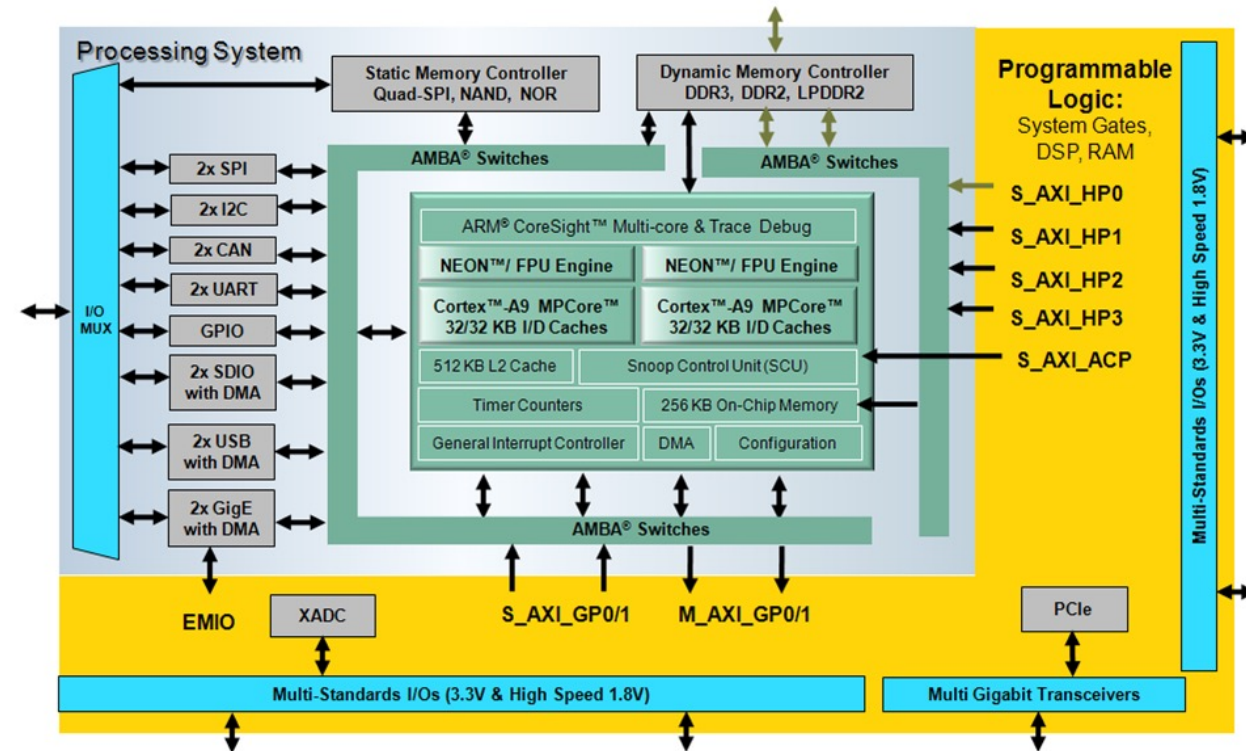 Processing System
Static Memory Controller
Quad-SPI, NAND, NOR
Dynamic Memory Controller
DDR3, DDR2, LPDDR2
Programmable
Logic:
System Gates,
DSP, RAM
AMBA® Switches
AMBA® Switches
I/O
MUX
2x SPI
2x I2C
2x CAN
2x UART
GPIO
2x SDIO
with DMA
2x USB
with DMA
2x GigE
with DMA
ARM® CoreSight™ Multi-core & Trace Debug
NEON™/ FPU Engine
NEON™/ FPU Engine
Cortex™-A9 MPCore™
32/32 KB I/D Caches
Cortex™-A9 MPCore™
32/32 KB I/D Caches
512 KB L2 Cache
Snoop Control Unit (SCU)
Timer Counters
256 KB On-Chip Memory
General Interrupt Controller
DMA
Configuration
S_AXI_HP0
S_AXI_HP1
S_AXI_HP2
S_AXI_HP3
S_AXI_ACP
Multi-Standards I/Os (3.3V & High Speed 1.8V)
AMBA® Switches
EMIO
XADC
S_AXI_GP0/1
M_AXI_GP0/1
PCIe
Multi-Standards I/Os (3.3V & High Speed 1.8V)
Multi Gigabit Transceivers